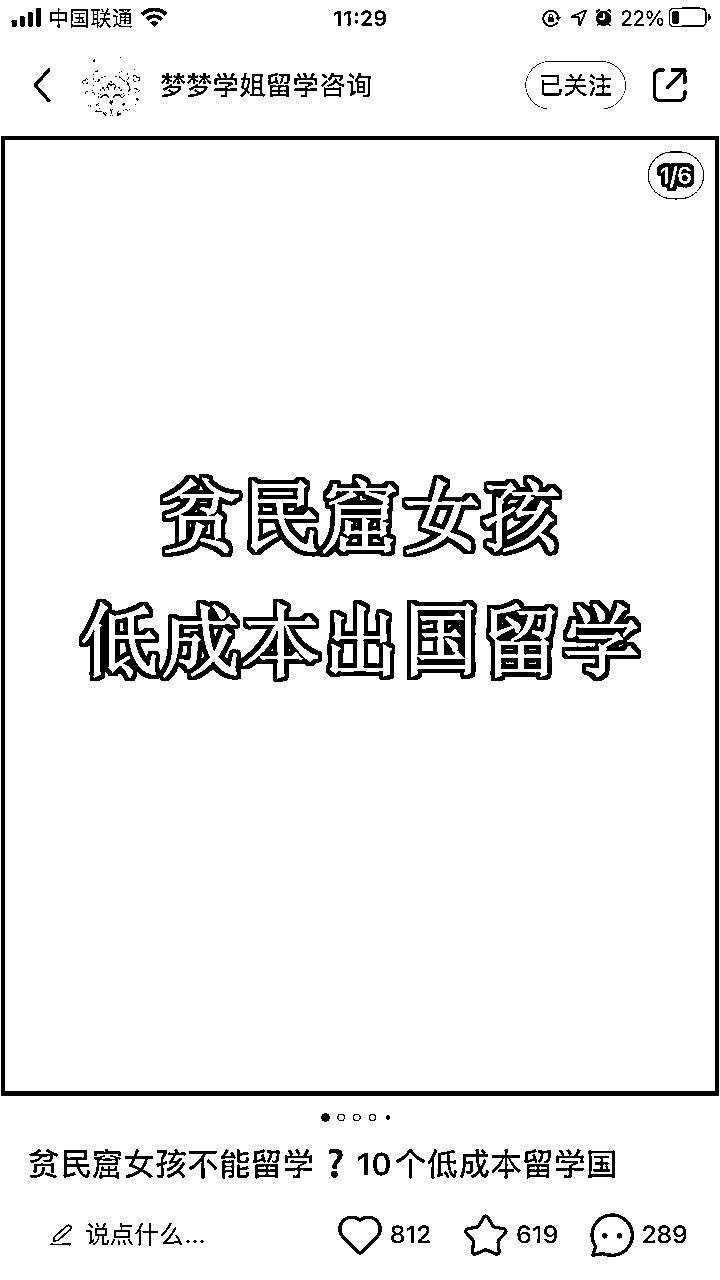 中国联通 11:29 22%
梦梦学姐留学咨询 已关注
1/6
贫民窟女孩
低成本出国留学
贫民窟女孩不能留学？10个低成本留学国
说点什么... 812 619 289